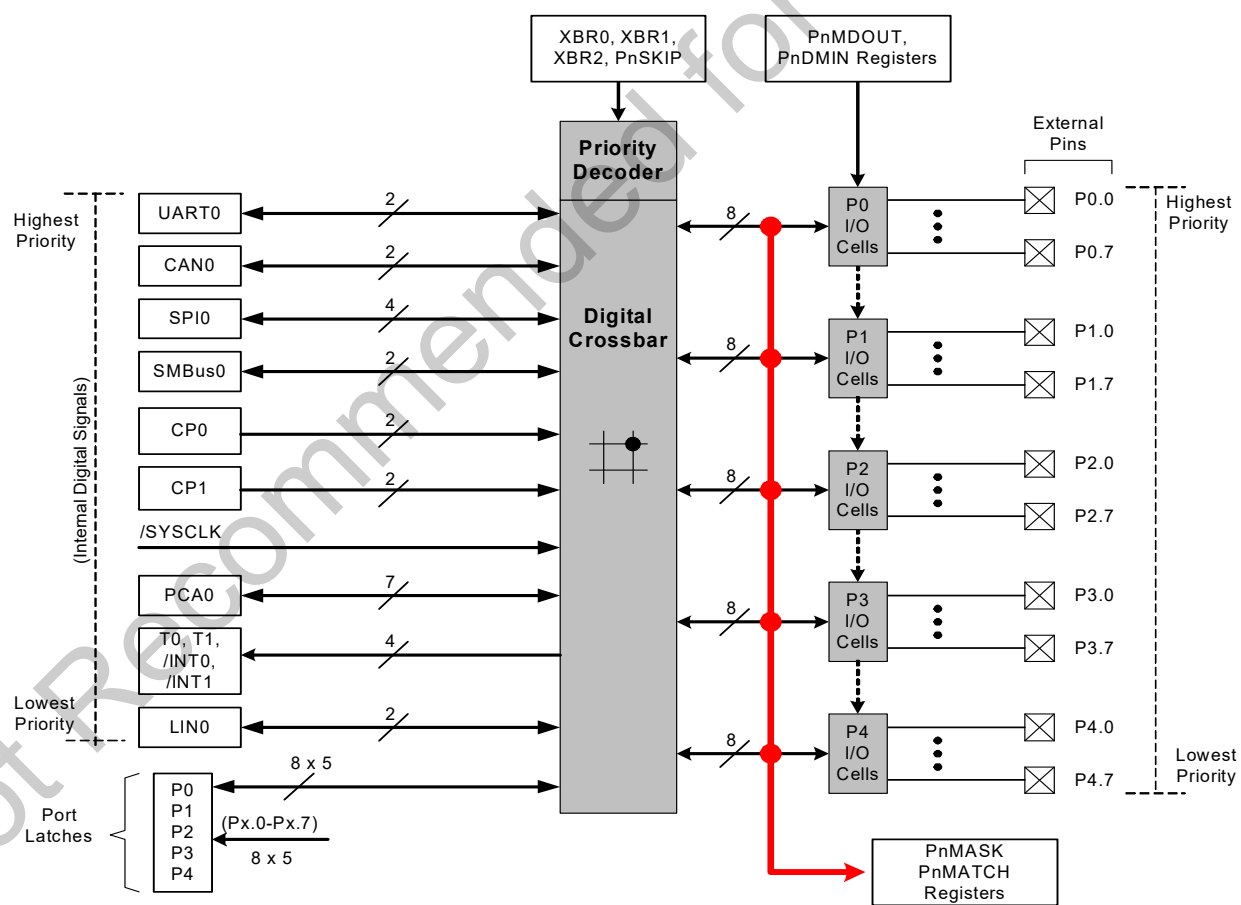 XBR0, XBR1,
XBR2, PnSKIP
PnMDOUT,
PnDMIN Registers
External
Pins
Priority
Decoder
Digital
Crossbar
Highest
Priority
(Internal Digital Signals)
Lowest
Priority
UART0
2
CAN0
2
SPI0
4
SMBus0
2
CP0
2
CP1
2
/SYSCLK
PCA0
7
T0, T1,
/INT0,
/INT1
4
LIN0
2
Port
Latches
P0
P1
P2
P3
P4
8 x 5
(Px.0-Px.7)
8 x 5
8
P0
I/O
Cells
P0.0
P0.7
8
P1
I/O
Cells
P1.0
P1.7
8
P2
I/O
Cells
P2.0
P2.7
8
P3
I/O
Cells
P3.0
P3.7
8
P4
I/O
Cells
P4.0
P4.7
Highest
Priority
Lowest
Priority
PnMASK
PnMATCH
Registers
ot Recommended for